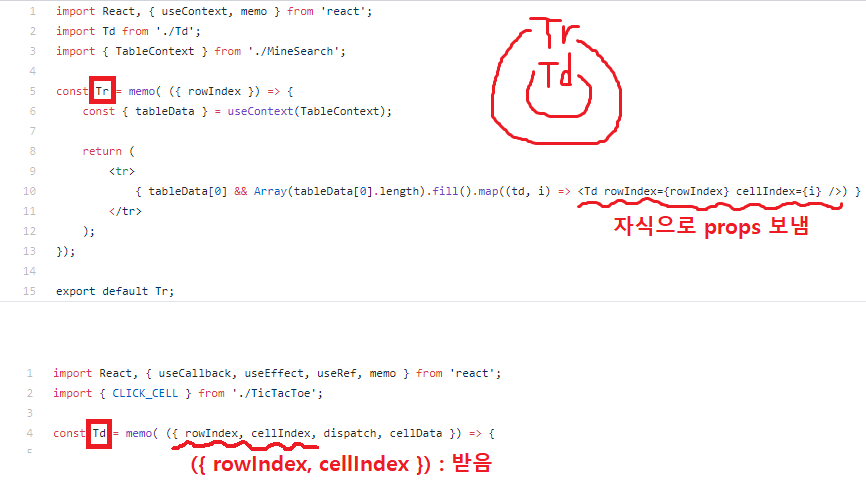 1 import React, { useContext, memo } from 'react';
2 import Td from './Td';
3 import { TableContext } from './MineSearch';
4
5 const Tr = memo( ({ rowIndex }) => {
6 const { tableData } = useContext(TableContext);
7
8 return (
9 <tr>
10 { tableData[0] && Array(tableData[0].length).fill().map((td, i) => <Td rowIndex={rowIndex} cellIndex={i} />) }
11 </tr>
12 );
13 });
14
15 export default Tr;
Tr
Td
자식으로 props 보냄
1 import React, { useCallback, useEffect, useRef, memo } from 'react';
2 import { CLICK_CELL } from './TicTacToe';
3
4 const Td = memo( ({ rowIndex, cellIndex, dispatch, cellData }) => {
({ rowIndex, cellIndex }) : 받음